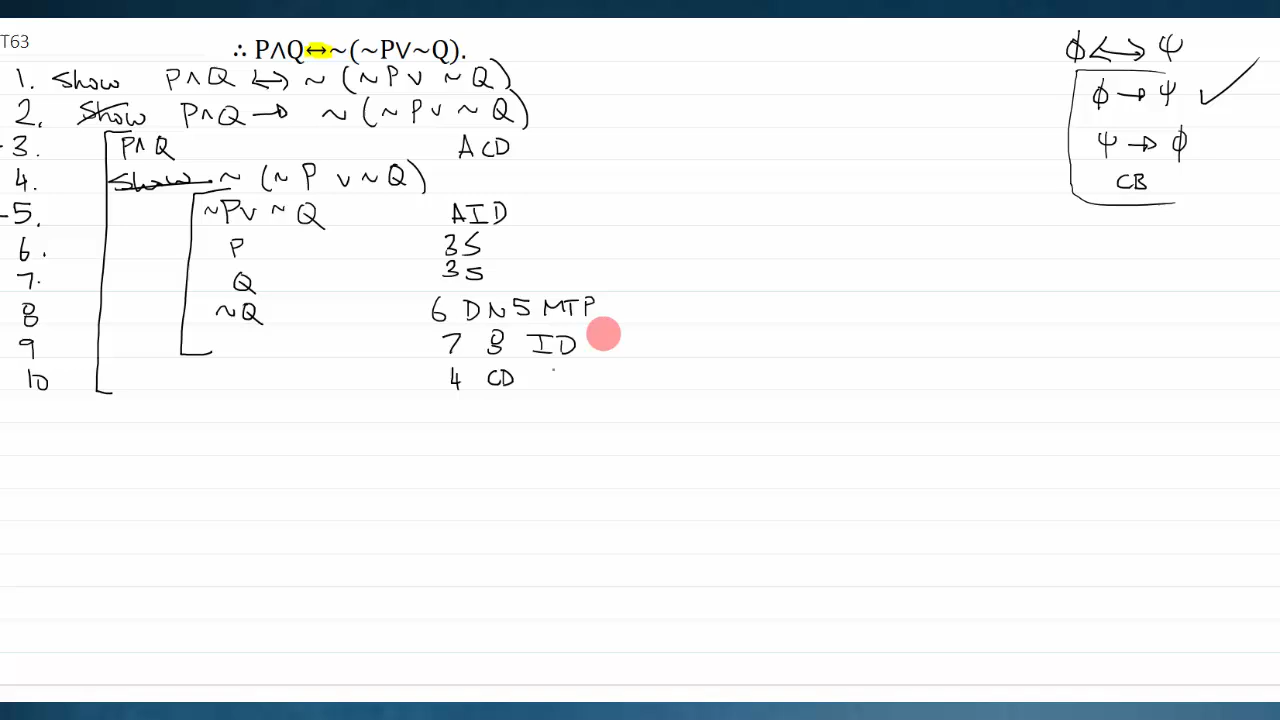 T63
∴ P∧Q↔~(~P∨~Q).
1. Show P∧Q ↔ ~(~P ∨ ~Q)
2. Show P∧Q → ~(~P ∨ ~Q)
3. P∧Q ACD
4. Show ~(~P ∨ ~Q)
5. ~P∨ ~Q AID
6. P 3S
7. Q 3S
8 ~Q 6 DN 5 MTP
9 7 8 ID
10 4 CD
ϕ ↔ ψ
ϕ → ψ ✓
ψ → ϕ
CB